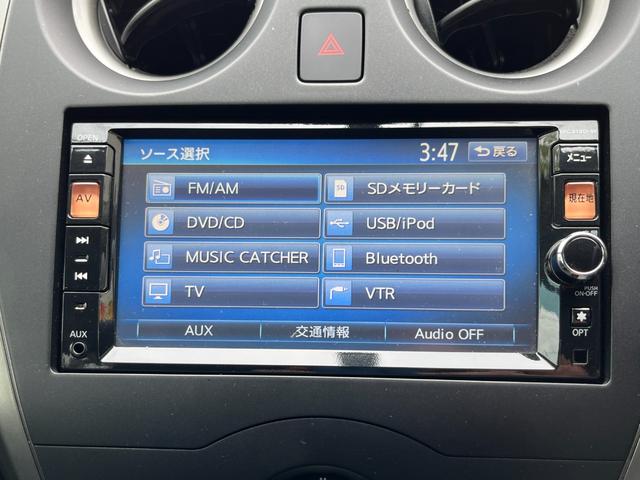 OPEN
ソース選択 3:47 戻る
メニュー
FM/AM SD SDメモリーカード
AV
現在地
DVD/CD USB/iPod
MUSIC CATCHER Bluetooth
TV VTR
PUSH
ON·OFF
AUX 交通情報 Audio OFF
AUX
OPT